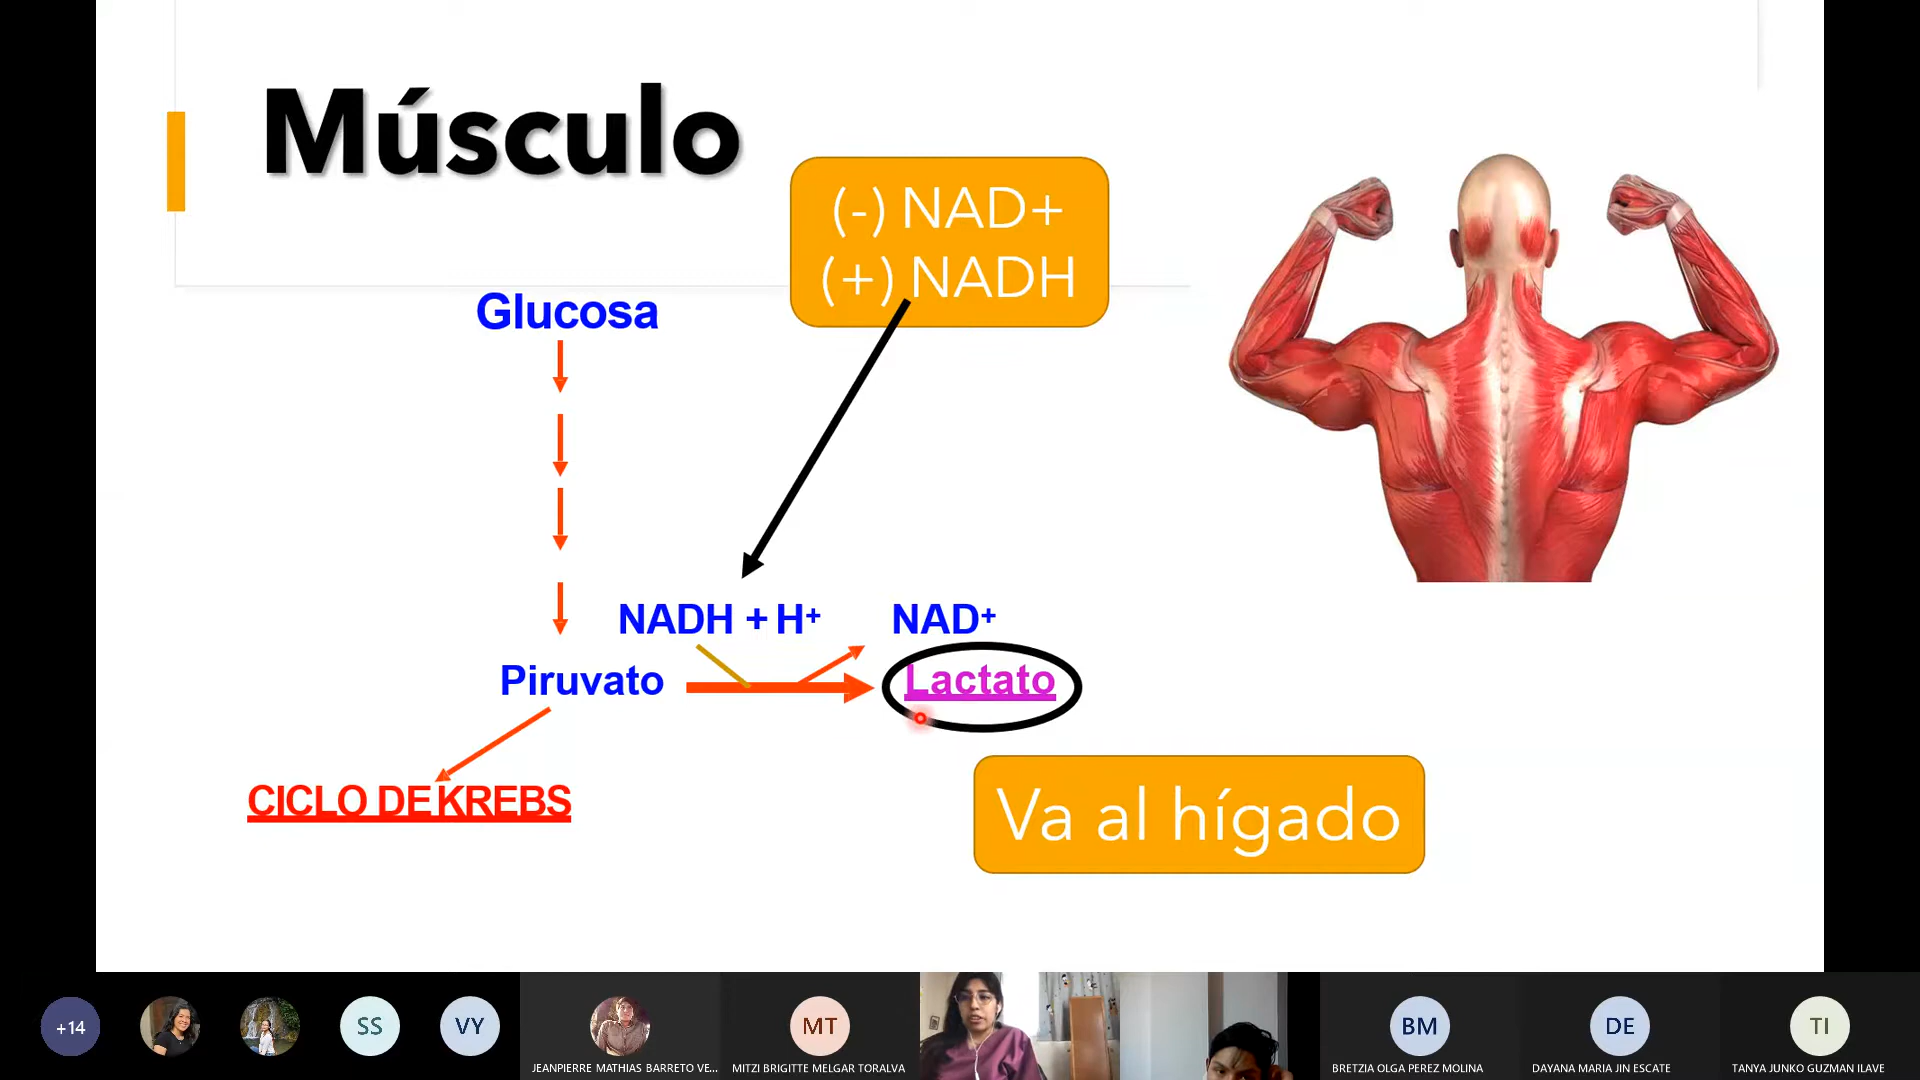 Músculo
(-) NAD+
(+) NADH
Glucosa
NADH + H⁺
NAD⁺
Piruvato
Lactato
CICLO DE KREBS
Va al hígado
+14
SS
VY
MT
BM
DE
TI
JEANPIERRE MATHIAS BARRETO VE...
MITZI BRIGITTE MELGAR TORALVA
BRETZIA OLGA PEREZ MOLINA
DAYANA MARIA JIN ESCATE
TANYA JUNKO GUZMAN ILAVE